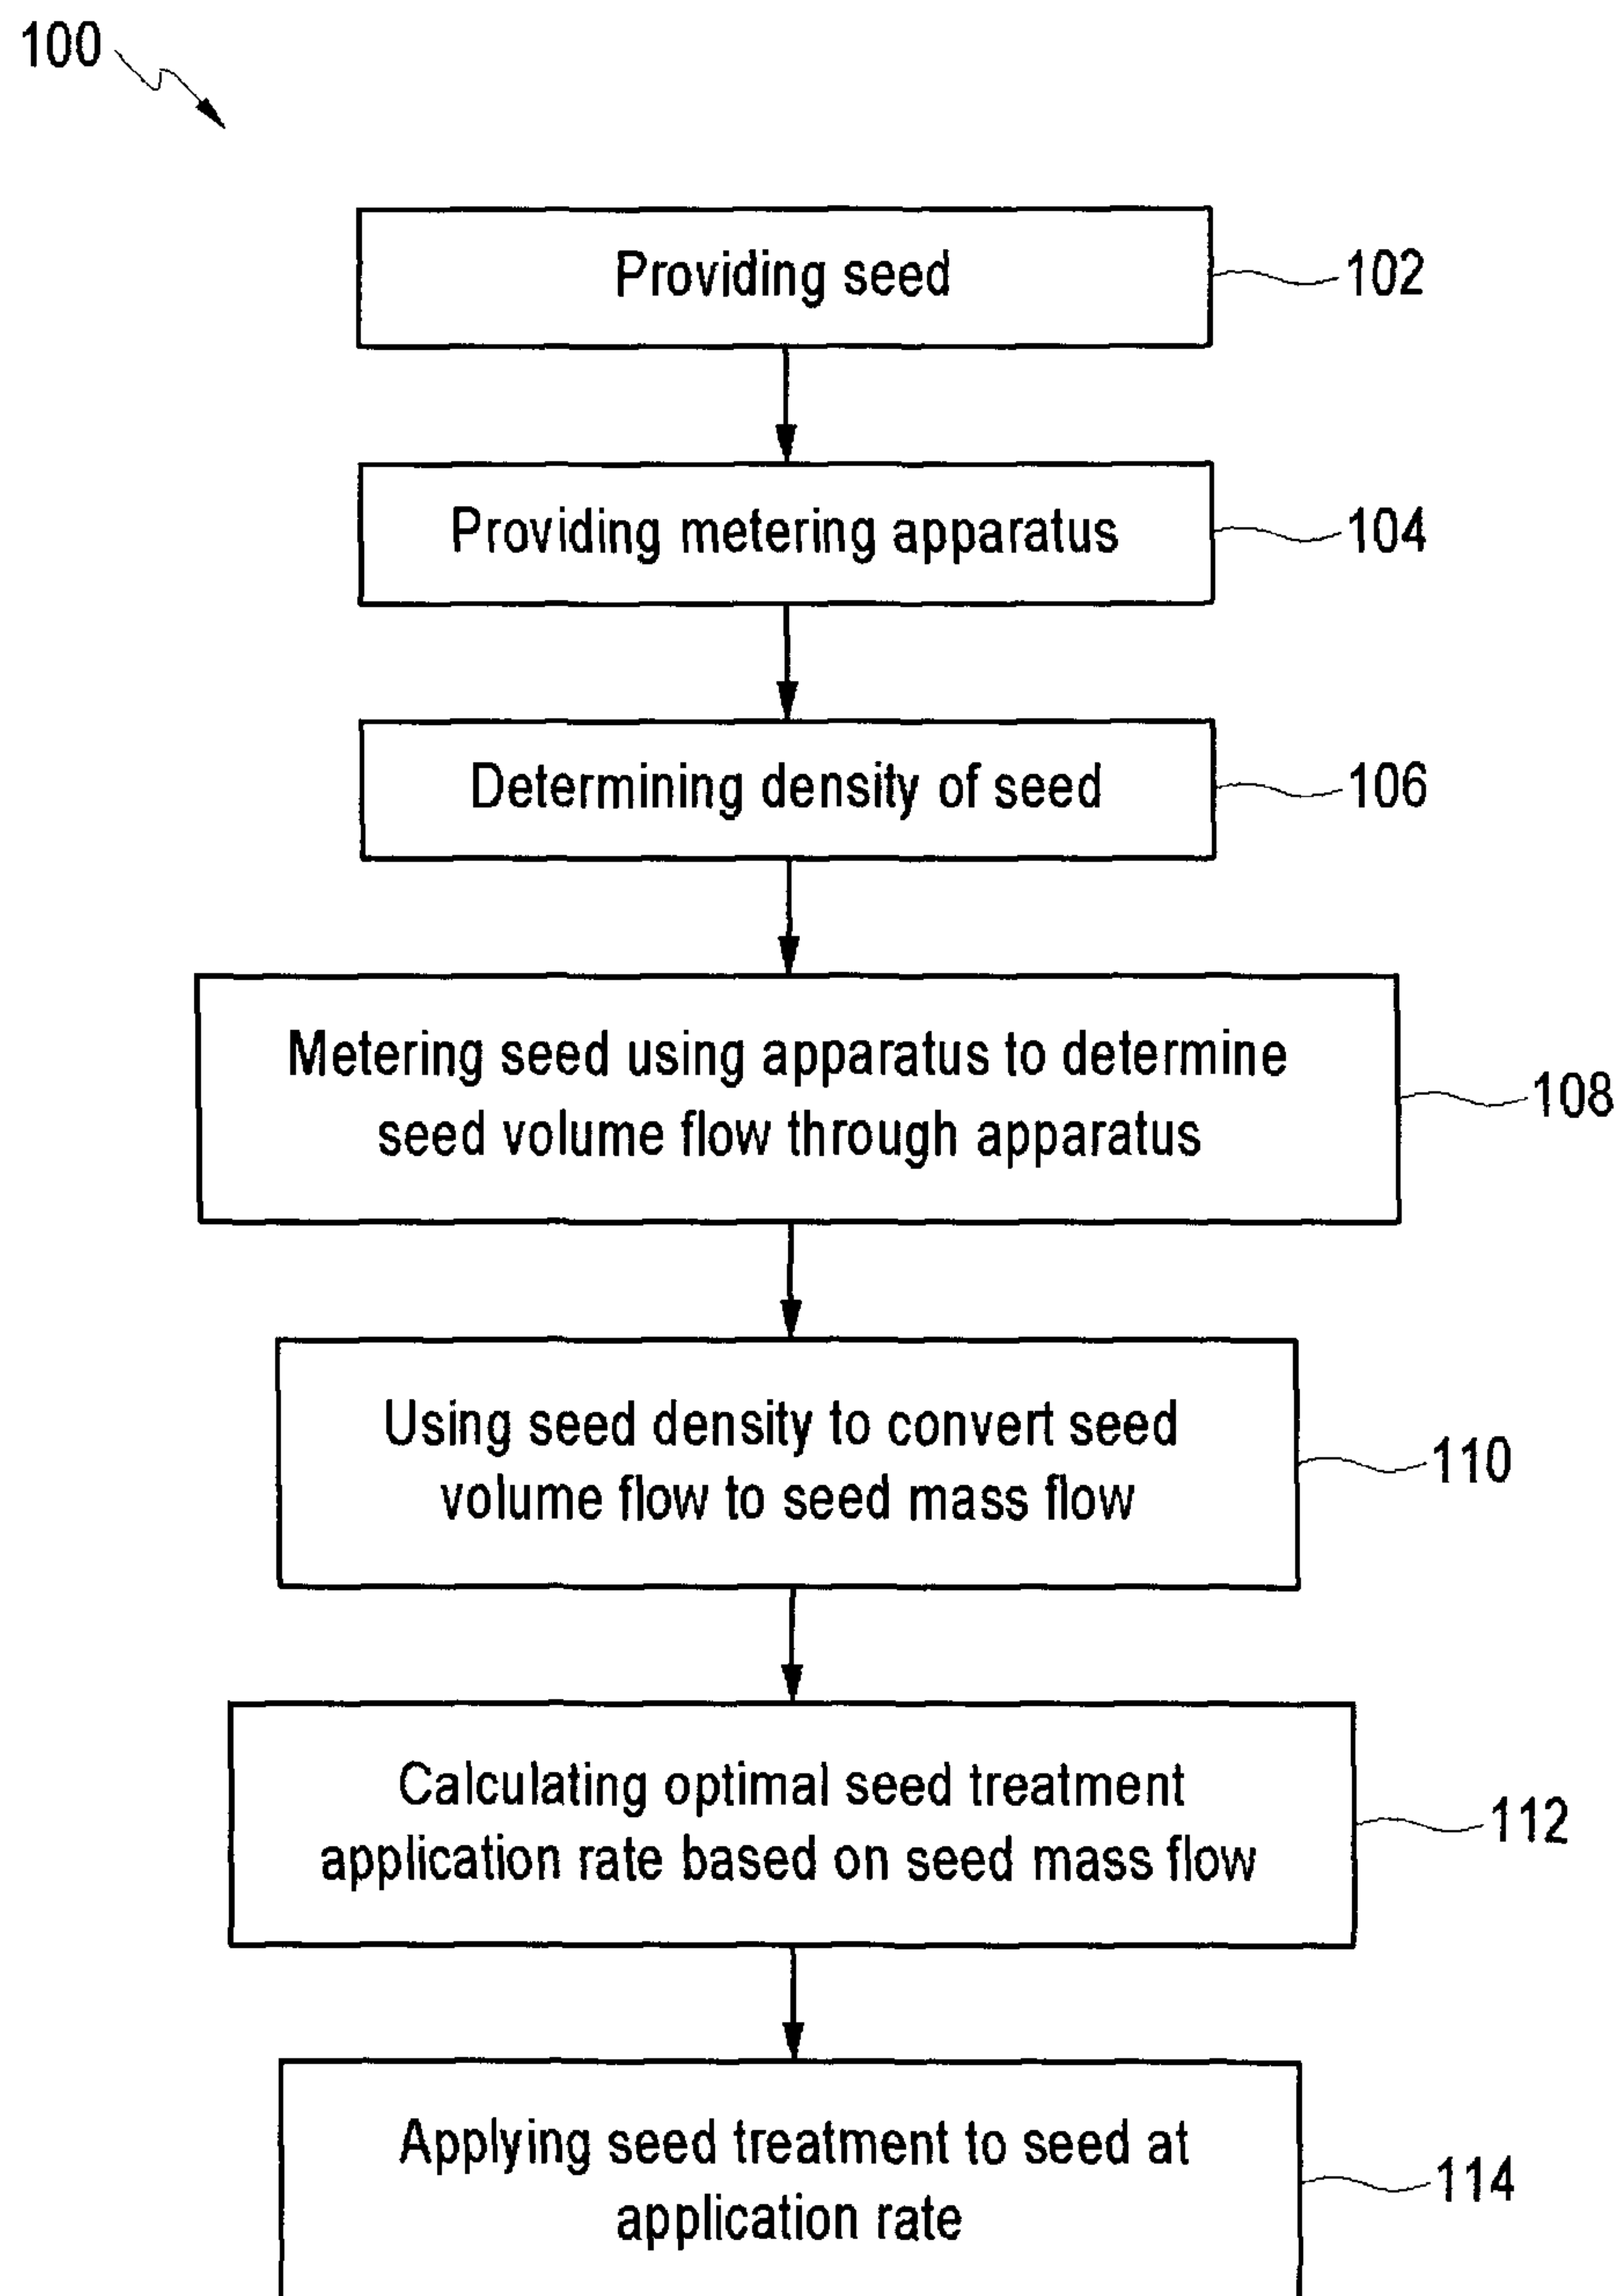 100
Providing seed
102
Providing metering apparatus
104
Determining density of seed
106
Metering seed using apparatus to determine
seed volume flow through apparatus
108
Using seed density to convert seed
volume flow to seed mass flow
110
Calculating optimal seed treatment
application rate based on seed mass flow
112
Applying seed treatment to seed at
application rate
114